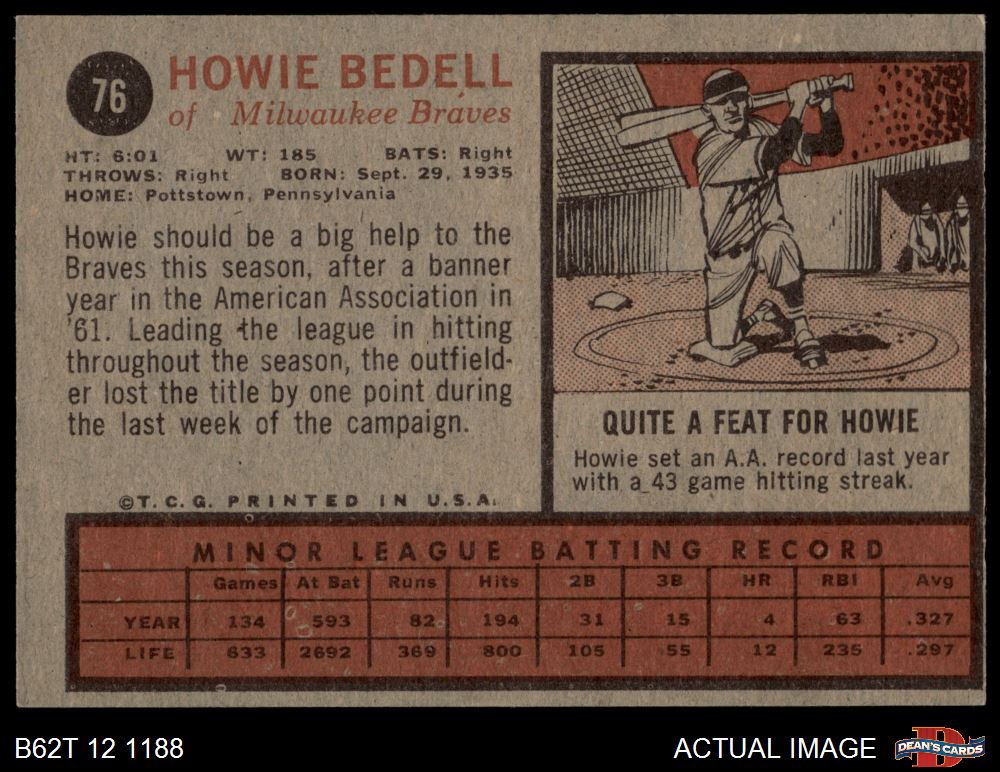 76
HOWIE BEDELL
of Milwaukee Braves
HT: 6:01 WT: 185 BATS: Right
THROWS: Right BORN: Sept. 29, 1935
HOME: Pottstown, Pennsylvania
Howie should be a big help to the
Braves this season, after a banner
year in the American Association in
'61. Leading the league in hitting
throughout the season, the outfield-
er lost the title by one point during
the last week of the campaign.
©T.C.G. PRINTED IN U.S.A.
QUITE A FEAT FOR HOWIE
Howie set an A.A. record last year
with a 43 game hitting streak.
MINOR LEAGUE BATTING RECORD
Games At Bat Runs Hits 2B 3B HR RBI Avg
YEAR 134 593 82 194 31 15 4 63 .327
LIFE 633 2692 369 800 105 55 12 235 .297
B62T 12 1188 ACTUAL IMAGE D DEAN'S CARDS